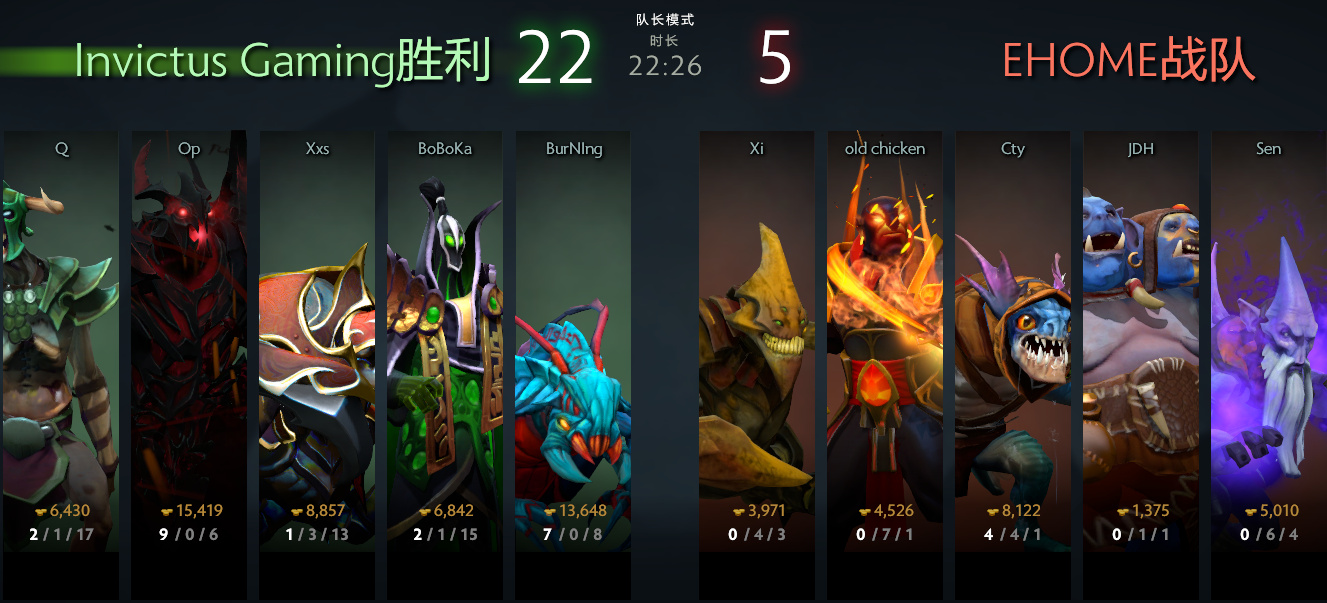 队长模式
Invictus Gaming胜利
22
时长
22:26
5
EHOME战队
Q
Op
Xxs
BoBoKa
BurNIng
Xi
old chicken
Cty
JDH
Sen
6,430
15,419
8,857
6,842
13,648
3,971
4,526
8,122
1,375
5,010
2 / 1 / 17
9 / 0 / 6
1 / 3 / 13
2 / 1 / 15
7 / 0 / 8
0 / 4 / 3
0 / 7 / 1
4 / 4 / 1
0 / 1 / 1
0 / 6 / 4